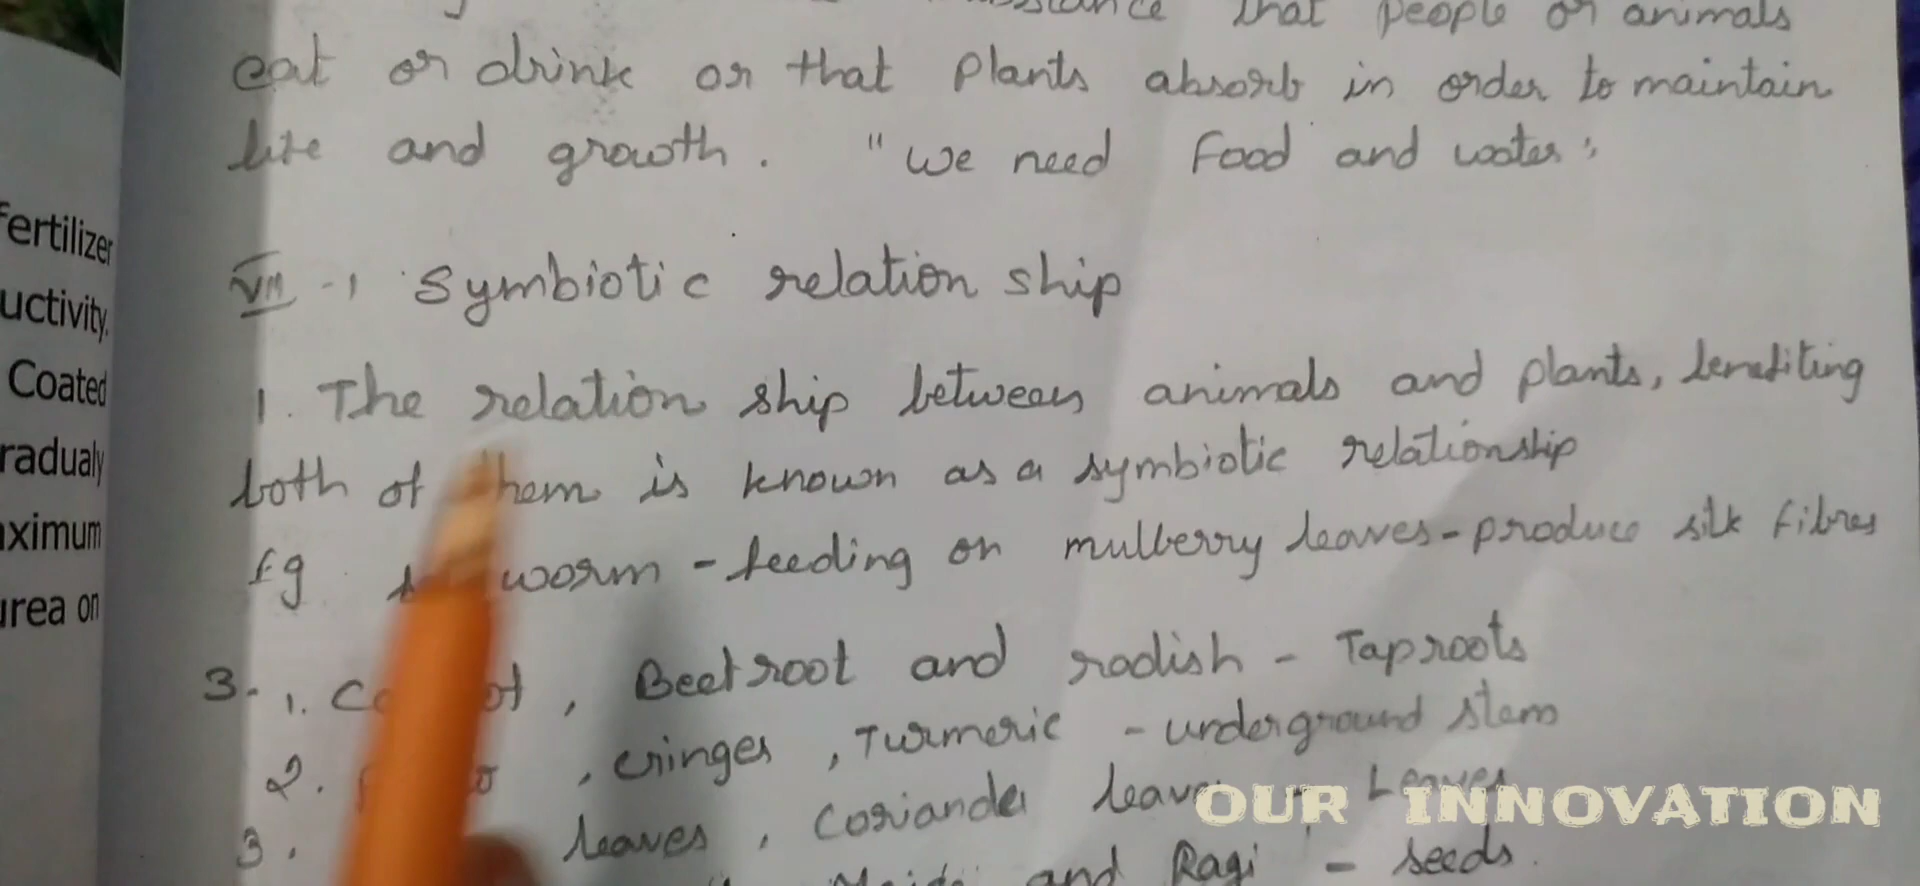 that people or animals
eat or drink or that plants absorb in order to maintain
life and growth. "We need Food and water"
VII - 1 Symbiotic relation ship
1. The relation ship between animals and plants, benefiting
both of them is known as a symbiotic relationship
Eg worm - feeding on mulberry leaves - produce silk fibres
3. 1. , Beetroot and radish - Taproots
2. , Turmeric - underground stem
3. leaves, Coriander leaves - Leaves
and Ragi - seeds.
Fertilizer
uctivity.
Coated
radualy
aximum
urea on
OUR INNOVATION